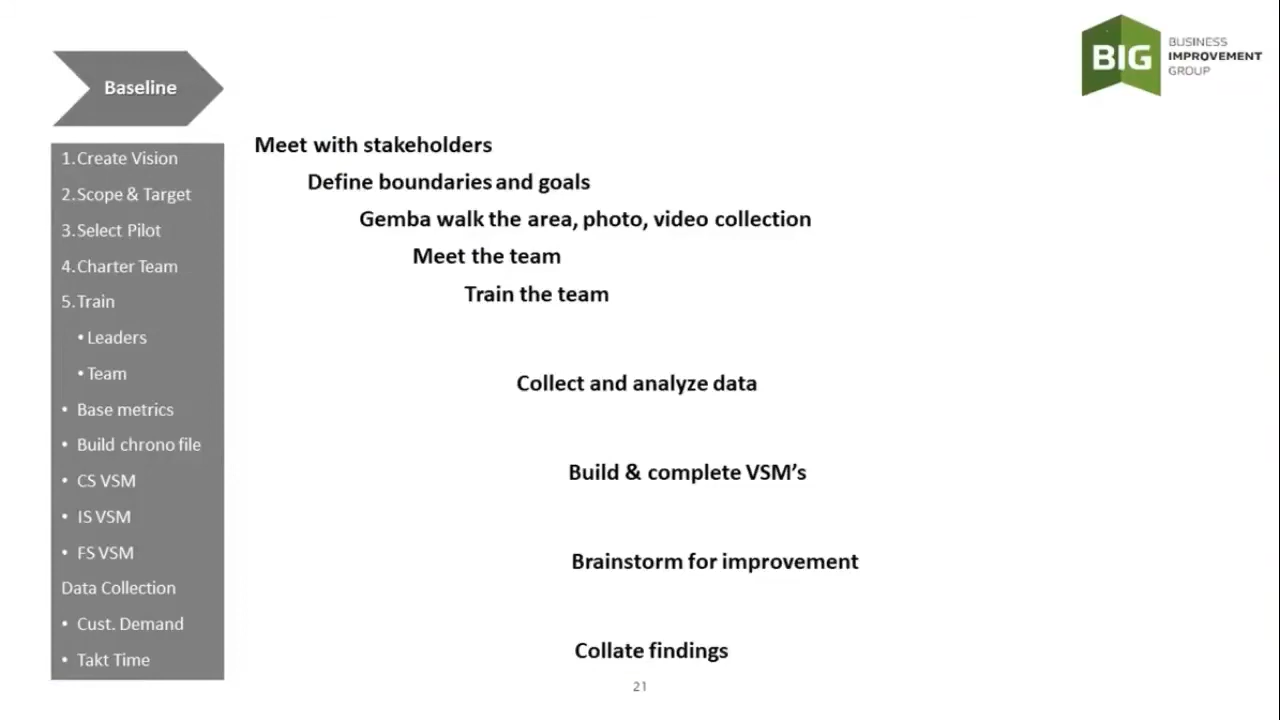 Baseline
BIG
BUSINESS
IMPROVEMENT
GROUP
1. Create Vision
2. Scope & Target
3. Select Pilot
4. Charter Team
5. Train
• Leaders
• Team
• Base metrics
• Build chrono file
• CS VSM
• IS VSM
• FS VSM
Data Collection
• Cust. Demand
• Takt Time
Meet with stakeholders
Define boundaries and goals
Gemba walk the area, photo, video collection
Meet the team
Train the team
Collect and analyze data
Build & complete VSM’s
Brainstorm for improvement
Collate findings
21